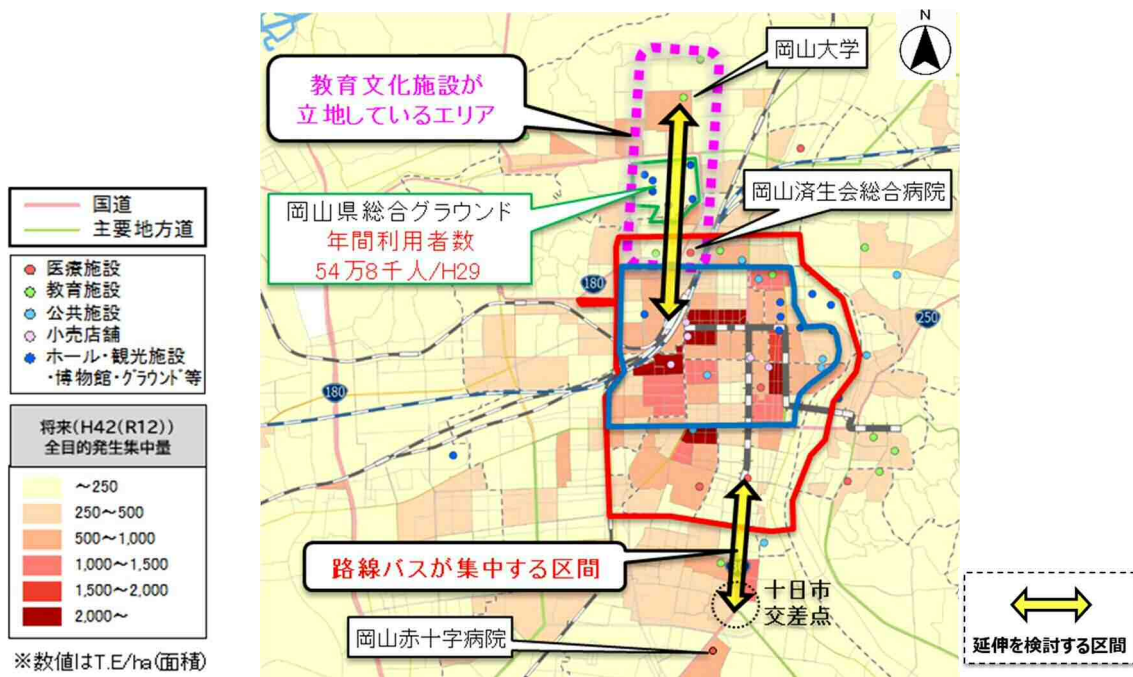 N
岡山大学
教育文化施設が
立地しているエリア
岡山済生会総合病院
岡山県総合グラウンド
年間利用者数
54万8千人/H29
国道
主要地方道
医療施設
教育施設
公共施設
小売店舗
ホール・観光施設
・博物館・グラウンド等
180
250
180
将来(H42(R12))
全目的発生集中量
～250
250～500
500～1,000
1,000～1,500
1,500～2,000
2,000～
※数値はT.E/ha(面積)
路線バスが集中する区間
十日市
交差点
岡山赤十字病院
延伸を検討する区間